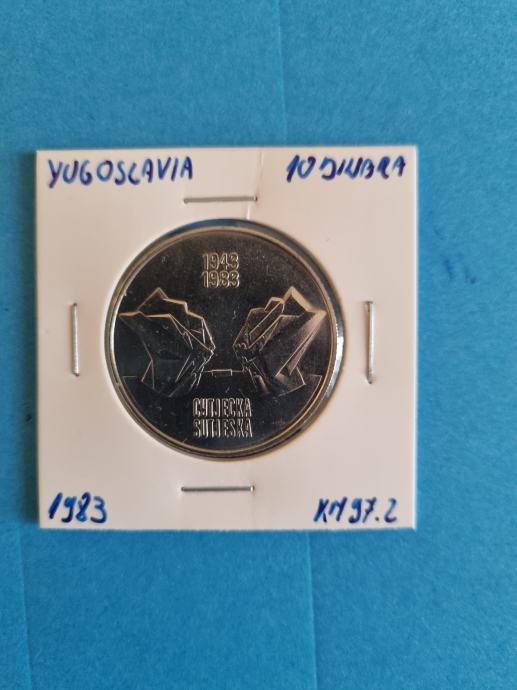 YUGOSLAVIA 10 DINARA
1943
1983
СУТЈЕСКА
SUTJESKA
1983 KM 97.2